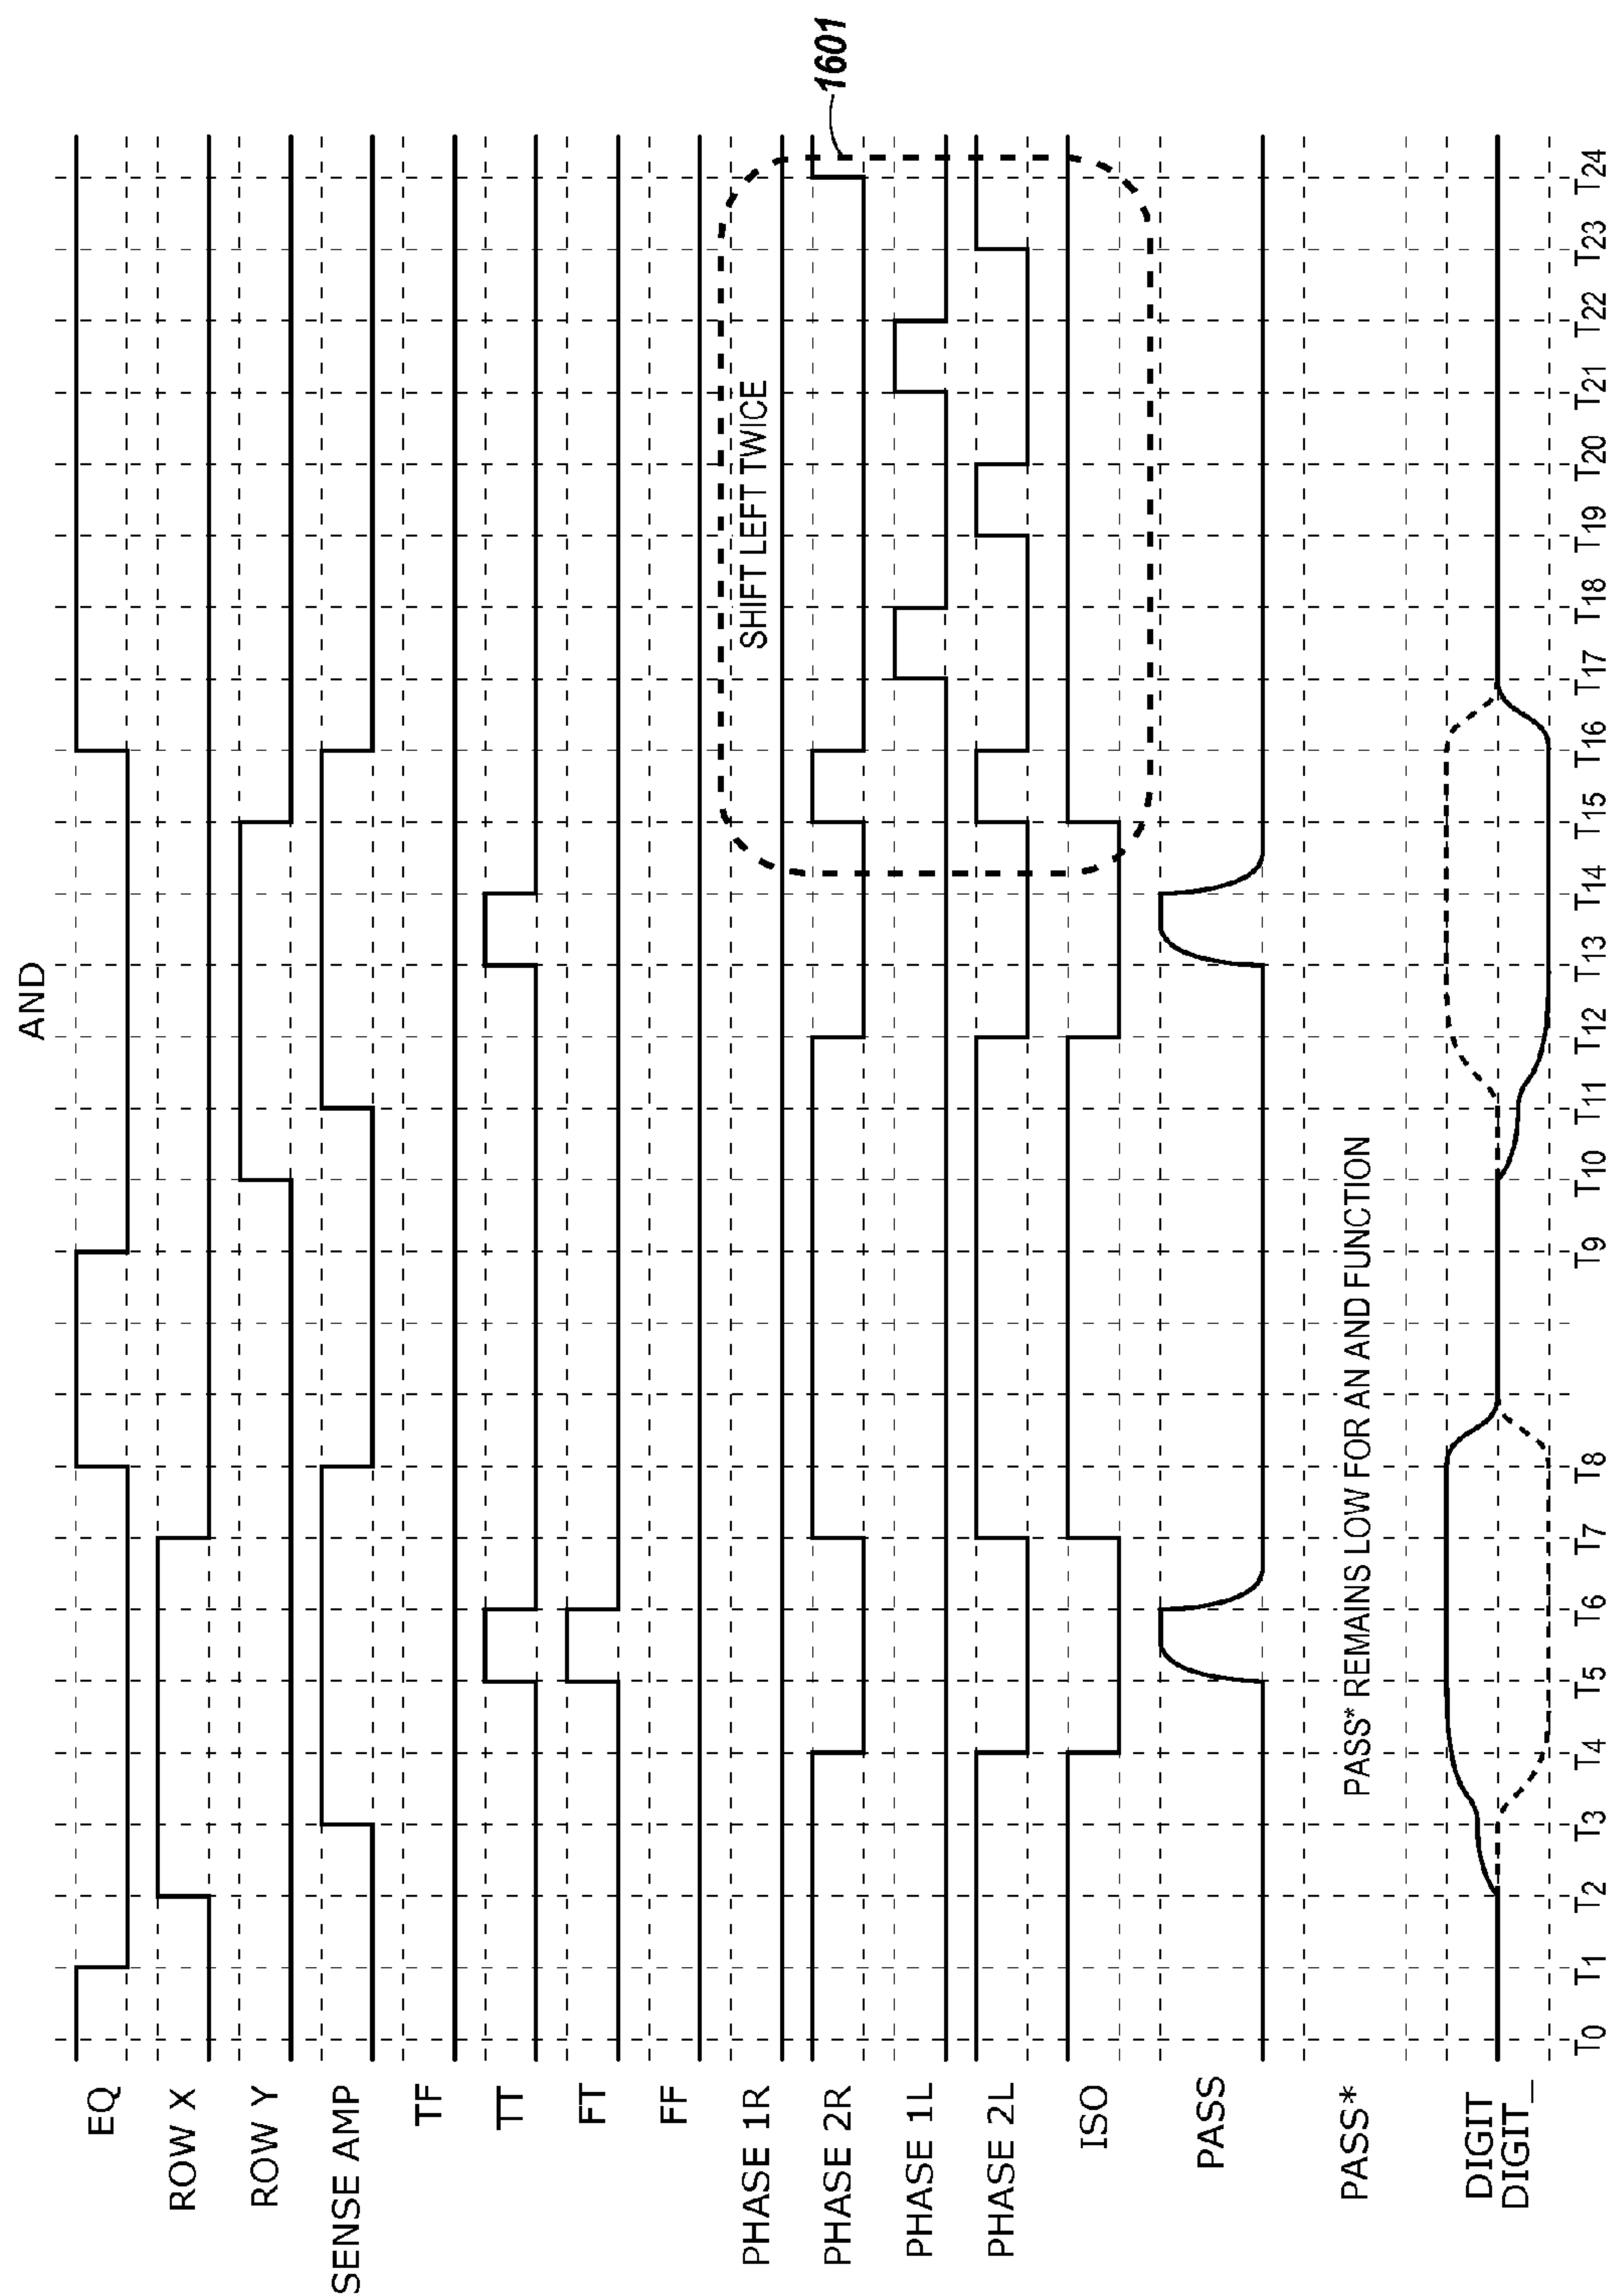 AND
EQ
ROW X
ROW Y
SENSE AMP
TF
TT
FT
FF
PHASE 1R
SHIFT LEFT TWICE
1601
PHASE 2R
PHASE 1L
PHASE 2L
ISO
PASS
PASS*
PASS* REMAINS LOW FOR AN AND FUNCTION
DIGIT
DIGIT_
T0 T1 T2 T3 T4 T5 T6 T7 T8 T9 T10 T11 T12 T13 T14 T15 T16 T17 T18 T19 T20 T21 T22 T23 T24